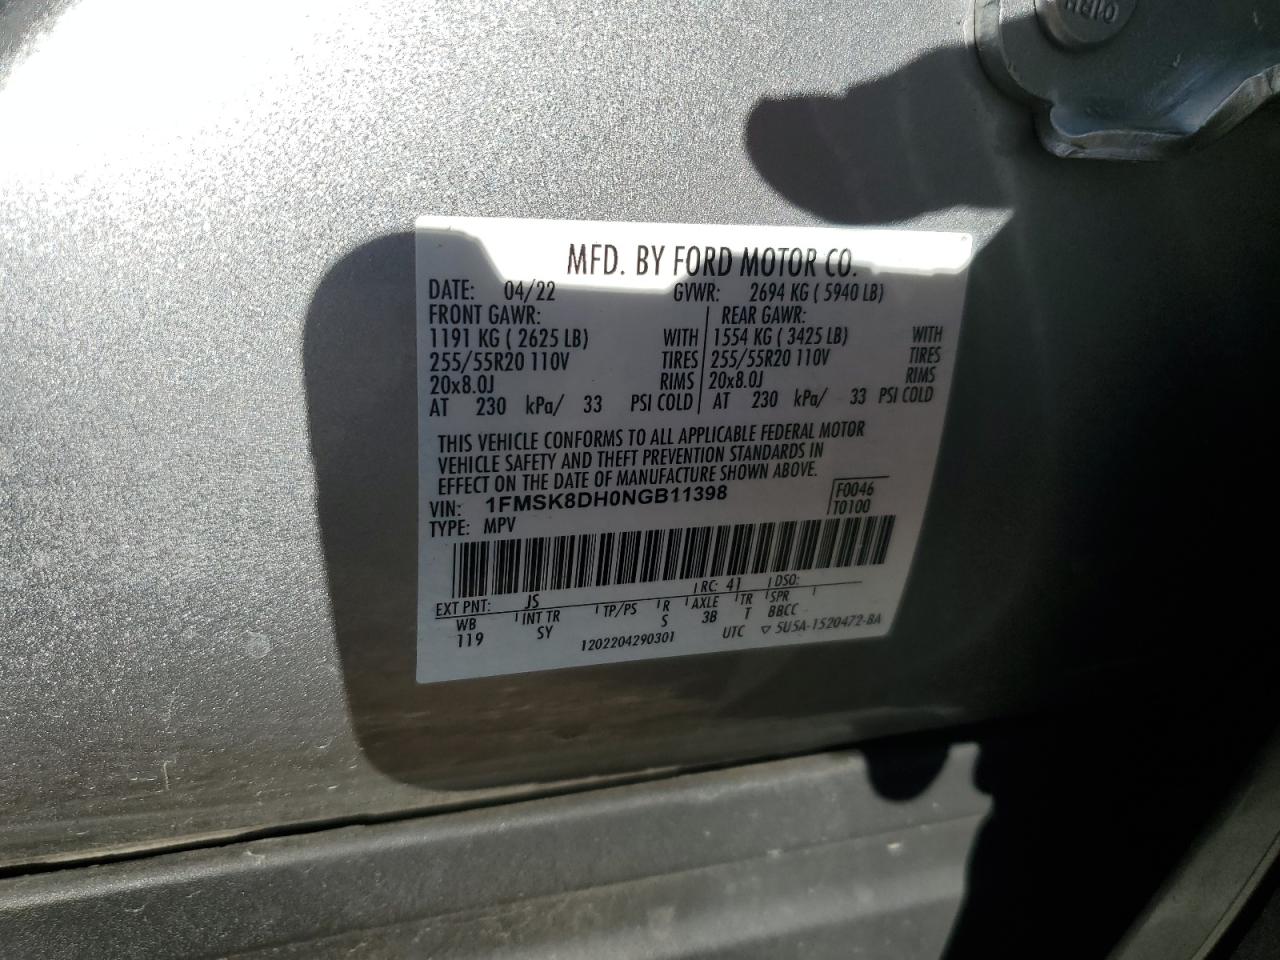 01RH
MFD. BY FORD MOTOR CO.
DATE: 04/22 GVWR: 2694 KG ( 5940 LB)
FRONT GAWR: REAR GAWR:
1191 KG ( 2625 LB) WITH 1554 KG ( 3425 LB) WITH
255/55R20 110V TIRES 255/55R20 110V TIRES
20x8.0J RIMS 20x8.0J RIMS
AT 230 kPa/ 33 PSI COLD AT 230 kPa/ 33 PSI COLD
THIS VEHICLE CONFORMS TO ALL APPLICABLE FEDERAL MOTOR
VEHICLE SAFETY AND THEFT PREVENTION STANDARDS IN
EFFECT ON THE DATE OF MANUFACTURE SHOWN ABOVE.
VIN: 1FMSK8DH0NGB11398 F0046
TYPE: MPV T0100
EXT PNT: JS RC: 41 DSO:
WB INT TR TP/PS R AXLE TR SPR
119 SY S 3B T BBCC
1202204290301 UTC ▽ 5U5A-1520472-8A